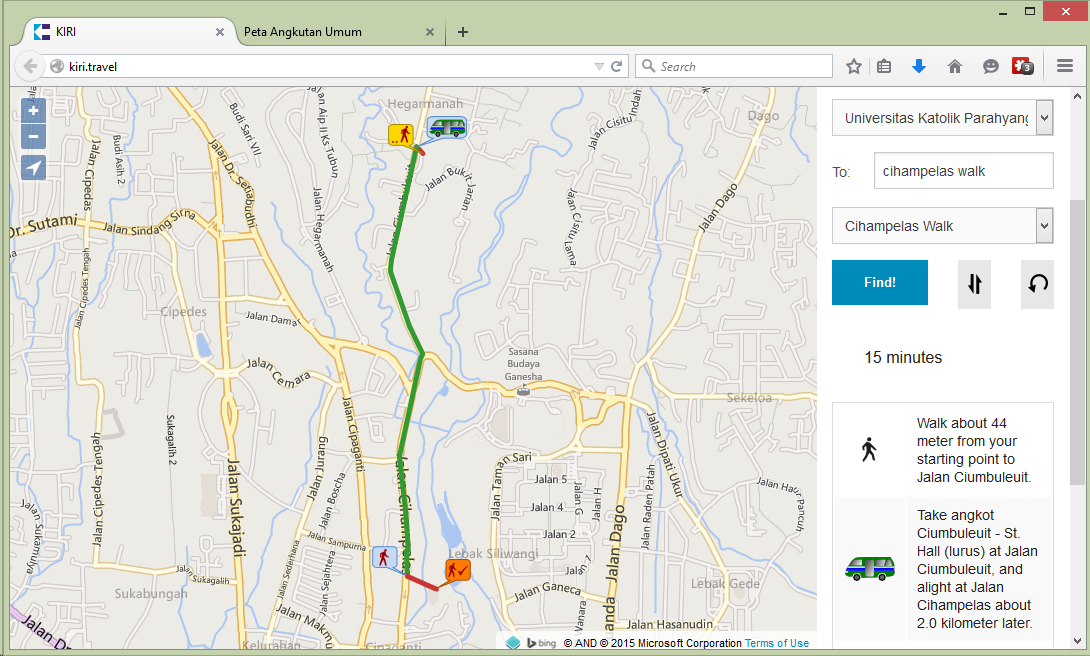 KIRI
Peta Angkutan Umum
kiri.travel
Search
3
Universitas Katolik Parahyang
To:
cihampelas walk
Cihampelas Walk
Find!
15 minutes
Walk about 44
meter from your
starting point to
Jalan Ciumbuleuit.
Take angkot
Ciumbuleuit - St.
Hall (lurus) at Jalan
Ciumbuleuit, and
alight at Jalan
Cihampelas about
2.0 kilometer later.
Hegarmanah
Dago
Jalan Cisitu Indah
Budi Sari VII
Jalan Aip II Ks Tubun
Jalan Cipedes
Budi Asih 2
Jalan Dr. Setiabudhi
Jalan Bukit Jarian
Jalan Hegarmanah
Jalan Cisitu Lama
Jalan Dago
Dr. Sutami
Jalan Sindang Sirna
Jalan Cipedes Tengah
Cipedes
Jalan Damai
Sasana
Budaya
Ganesha
Jalan Cemara
Jalan Cipaganti
Sekeloa
Sukagalih 2
Jalan Cipedes Tengah
Jalan Sukajadi
Jalan Jurang
Jalan Boscha
Jalan Cihampelas
Jalan Taman Sari
Jalan 5
Jalan 4
Jalan 2
Jalan G
Jalan H
Jalan Dipati Ukur
Jalan Raden Patah
Jalan Sukamulya
Jalan Sampurna
Jalan Sederhana
Jalan Sejahtera
Lebak Siliwangi
Jalan Dago
Jalan Sukagalih
Sukabungah
Lebak Gede
Jalan Ganeca
Jalan Hasanudin
Kelurahan
Cipaganti
bing
© AND © 2015 Microsoft Corporation Terms of Use